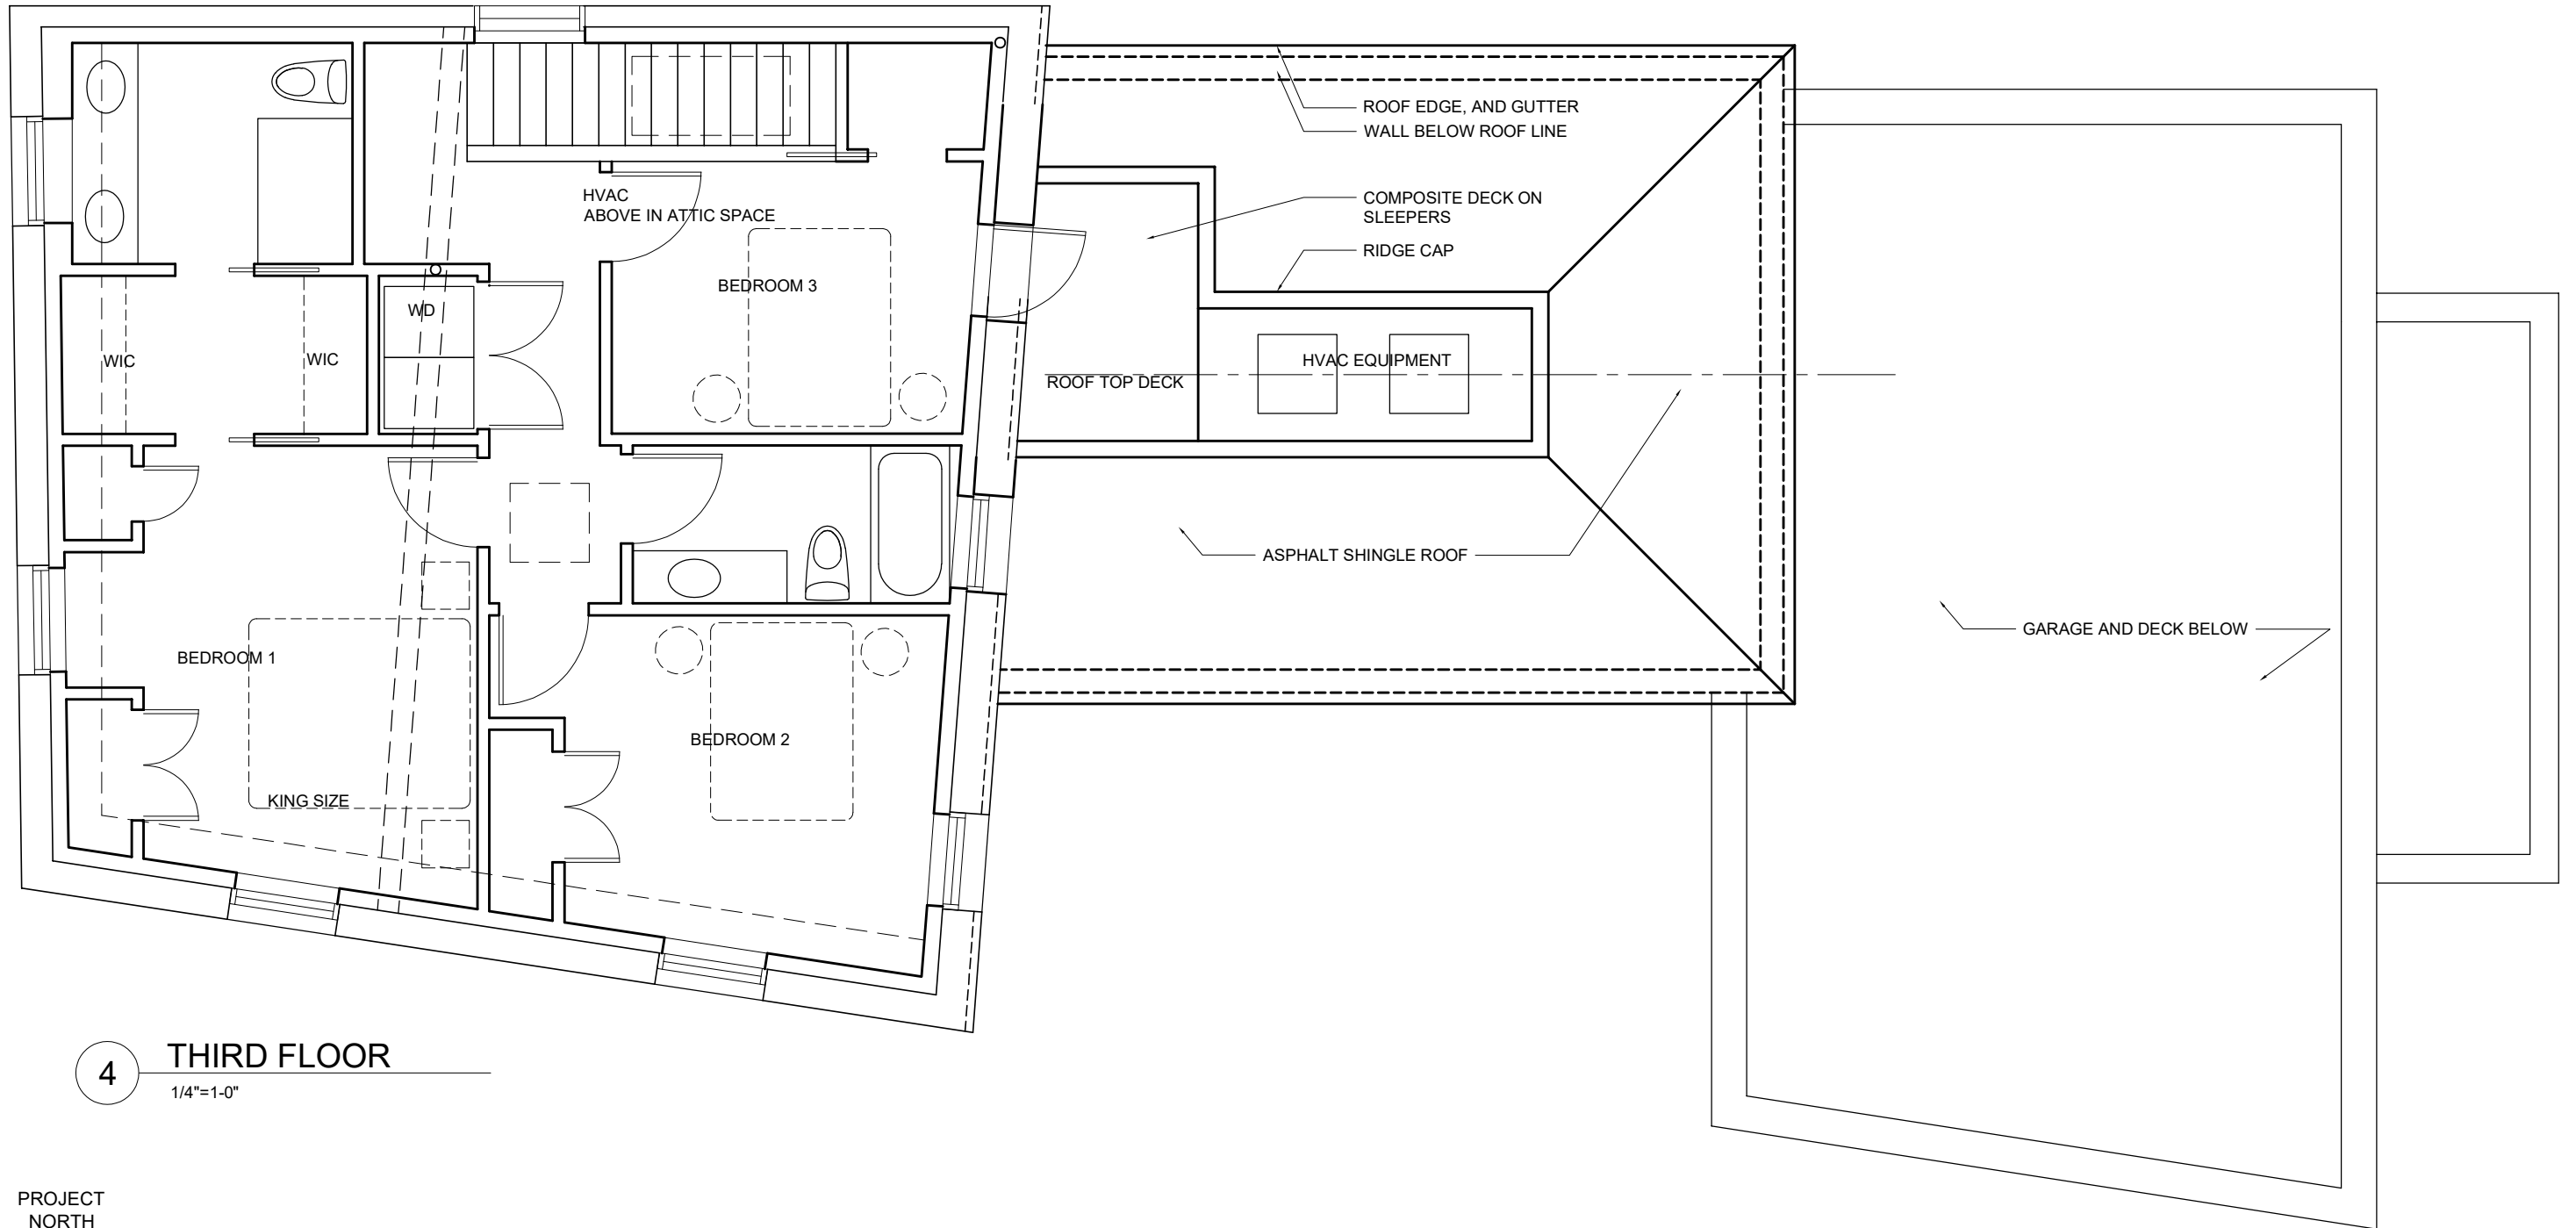 ROOF EDGE, AND GUTTER
WALL BELOW ROOF LINE
HVAC
ABOVE IN ATTIC SPACE
COMPOSITE DECK ON
SLEEPERS
RIDGE CAP
BEDROOM 3
WD
WIC
WIC
HVAC EQUIPMENT
ROOF TOP DECK
ASPHALT SHINGLE ROOF
GARAGE AND DECK BELOW
BEDROOM 1
BEDROOM 2
KING SIZE
4
THIRD FLOOR
1/4"=1-0"
PROJECT
NORTH